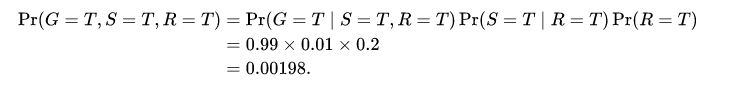 Pr(G = T, S = T, R = T) = Pr(G = T | S = T, R = T) Pr(S = T | R = T) Pr(R = T)
= 0.99 × 0.01 × 0.2
= 0.00198.